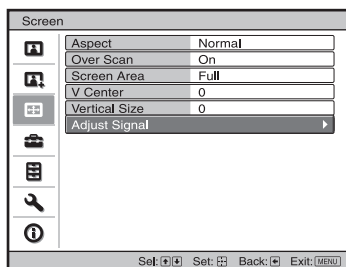 Screen
Aspect Normal
Over Scan On
Screen Area Full
V Center 0
Vertical Size 0
Adjust Signal
Sel: Set: Back: Exit: MENU